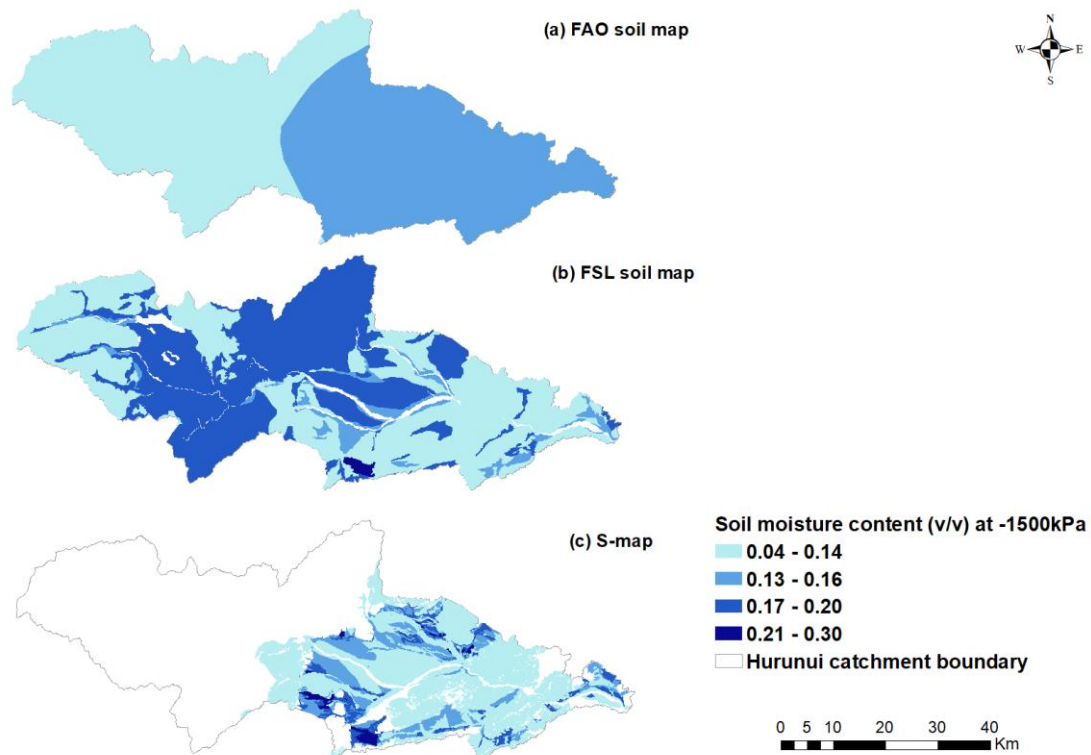 (a) FAO soil map
N
W E
S
(b) FSL soil map
(c) S-map
Soil moisture content (v/v) at -1500kPa
0.04 - 0.14
0.13 - 0.16
0.17 - 0.20
0.21 - 0.30
Hurunui catchment boundary
0 5 10 20 30 40
Km